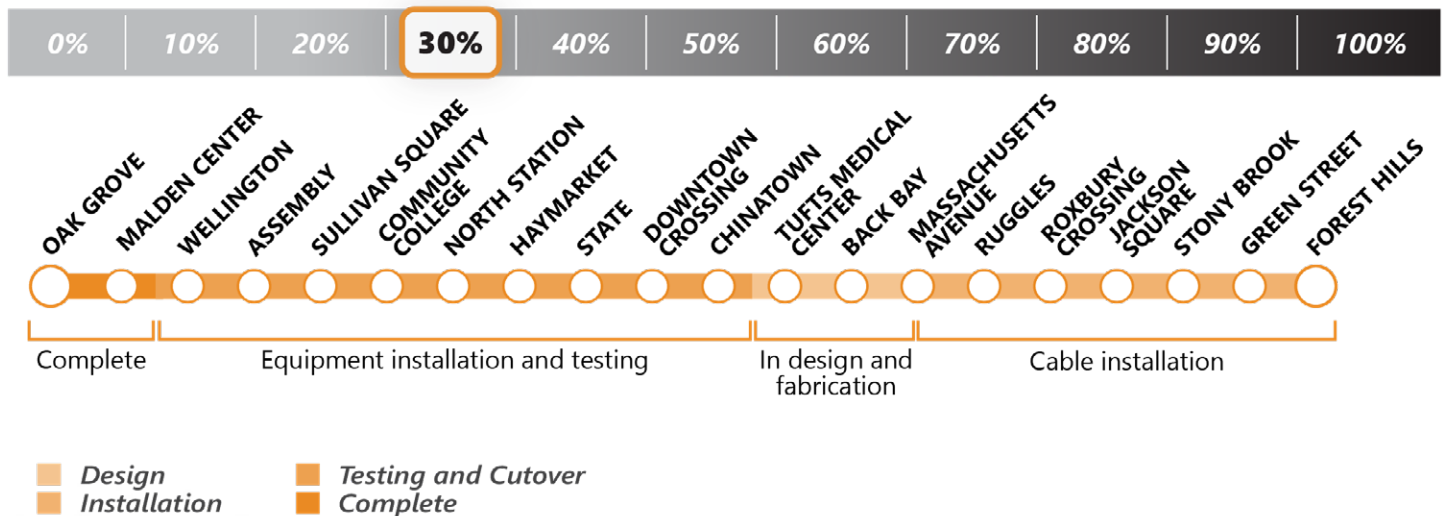 0% 10% 20% 30% 40% 50% 60% 70% 80% 90% 100%
OAK GROVE
MALDEN CENTER
WELLINGTON
ASSEMBLY
SULLIVAN SQUARE
COMMUNITY
COLLEGE
NORTH STATION
HAYMARKET
STATE
DOWNTOWN
CROSSING
CHINATOWN
TUFTS MEDICAL
CENTER
BACK BAY
MASSACHUSETTS
AVENUE
RUGGLES
ROXBURY
CROSSING
JACKSON
SQUARE
STONY BROOK
GREEN STREET
FOREST HILLS
Complete
Equipment installation and testing
In design and
fabrication
Cable installation
Design
Installation
Testing and Cutover
Complete